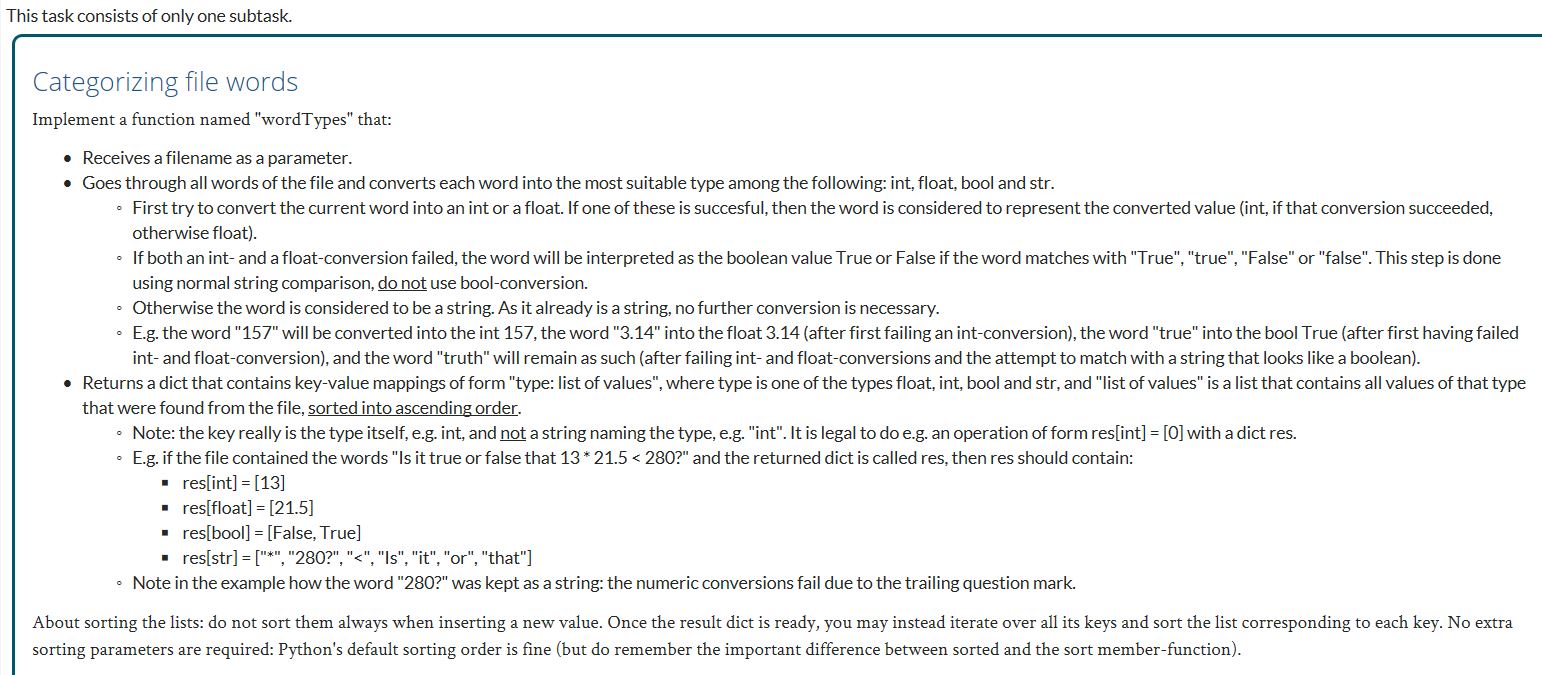 This task consists of only one subtask.
Categorizing file words
Implement a function named "wordTypes" that:
• Receives a filename as a parameter.
• Goes through all words of the file and converts each word into the most suitable type among the following: int, float, bool and str.
◦ First try to convert the current word into an int or a float. If one of these is succesful, then the word is considered to represent the converted value (int, if that conversion succeeded,
otherwise float).
◦ If both an int- and a float-conversion failed, the word will be interpreted as the boolean value True or False if the word matches with "True", "true", "False" or "false". This step is done
using normal string comparison, do not use bool-conversion.
◦ Otherwise the word is considered to be a string. As it already is a string, no further conversion is necessary.
◦ E.g. the word "157" will be converted into the int 157, the word "3.14" into the float 3.14 (after first failing an int-conversion), the word "true" into the bool True (after first having failed
int- and float-conversion), and the word "truth" will remain as such (after failing int- and float-conversions and the attempt to match with a string that looks like a boolean).
• Returns a dict that contains key-value mappings of form "type: list of values", where type is one of the types float, int, bool and str, and "list of values" is a list that contains all values of that type
that were found from the file, sorted into ascending order.
◦ Note: the key really is the type itself, e.g. int, and not a string naming the type, e.g. "int". It is legal to do e.g. an operation of form res[int] = [0] with a dict res.
◦ E.g. if the file contained the words "Is it true or false that 13 * 21.5 < 280?" and the returned dict is called res, then res should contain:
▪ res[int] = [13]
▪ res[float] = [21.5]
▪ res[bool] = [False, True]
▪ res[str] = ["*", "280?", "<", "Is", "it", "or", "that"]
◦ Note in the example how the word "280?" was kept as a string: the numeric conversions fail due to the trailing question mark.
About sorting the lists: do not sort them always when inserting a new value. Once the result dict is ready, you may instead iterate over all its keys and sort the list corresponding to each key. No extra
sorting parameters are required: Python's default sorting order is fine (but do remember the important difference between sorted and the sort member-function).